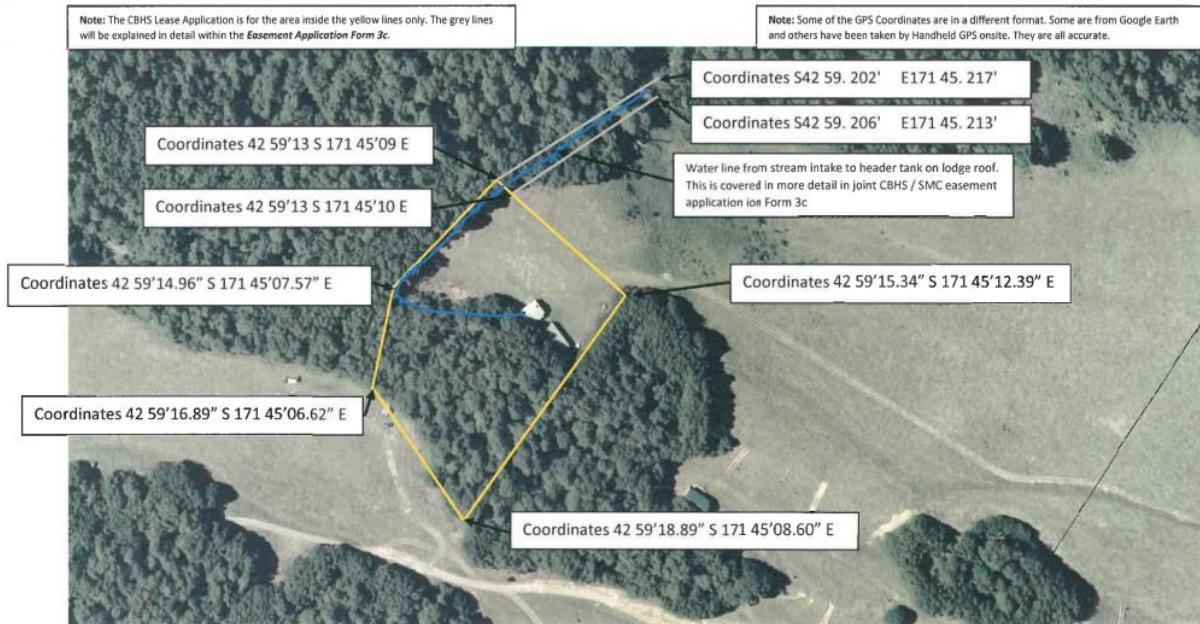 Note: The CBHS Lease Application is for the area inside the yellow lines only. The grey lines
will be explained in detail within the Easement Application Form 3c.
Note: Some of the GPS Coordinates are in a different format. Some are from Google Earth
and others have been taken by Handheld GPS onsite. They are all accurate.
Coordinates S42 59. 202' E171 45. 217'
Coordinates S42 59. 206' E171 45. 213'
Coordinates 42 59'13 S 171 45'09 E
Water line from stream intake to header tank on lodge roof.
This is covered in more detail in joint CBHS / SMC easement
application ion Form 3c
Coordinates 42 59'13 S 171 45'10 E
Coordinates 42 59'14.96" S 171 45'07.57" E
Coordinates 42 59'15.34" S 171 45'12.39" E
Coordinates 42 59'16.89" S 171 45'06.62" E
Coordinates 42 59'18.89" S 171 45'08.60" E